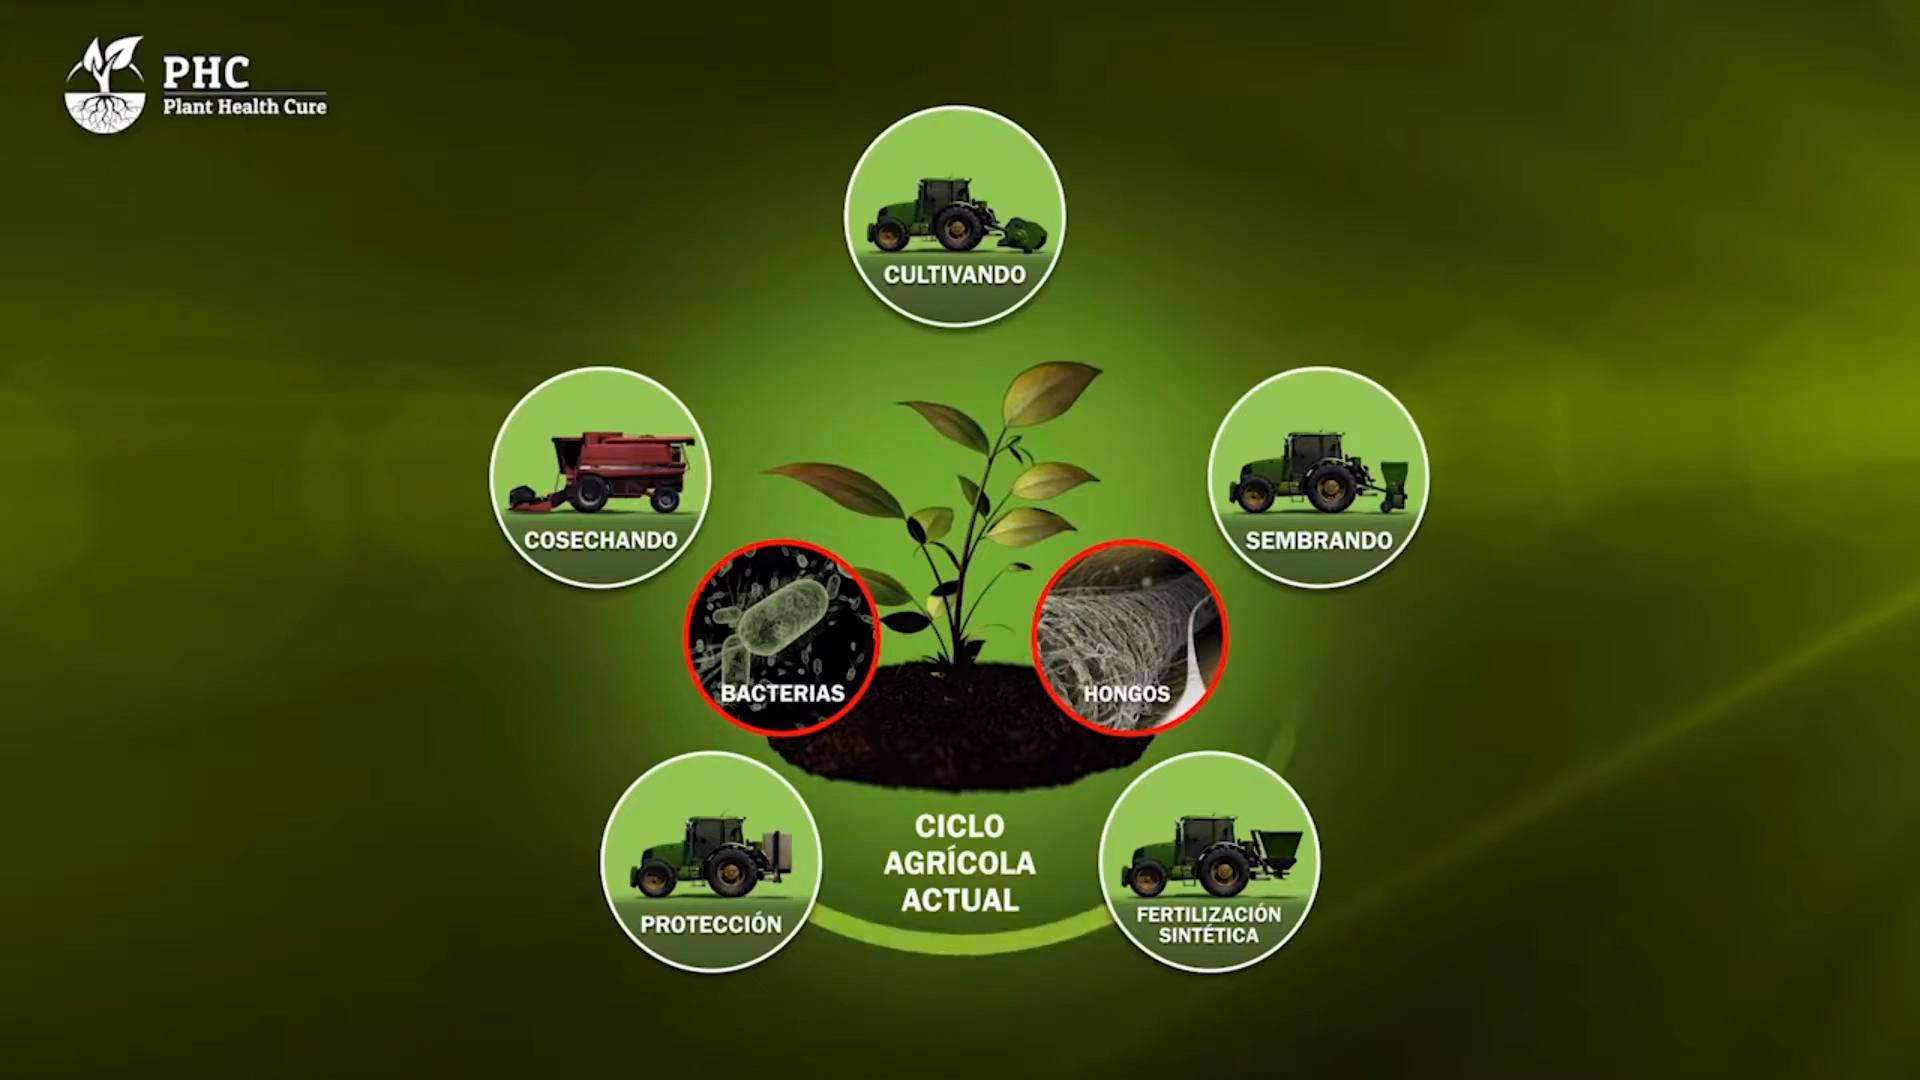 PHC
Plant Health Cure
CULTIVANDO
COSECHANDO
SEMBRANDO
BACTERIAS
HONGOS
CICLO
AGRÍCOLA
ACTUAL
PROTECCIÓN
FERTILIZACIÓN
SINTÉTICA